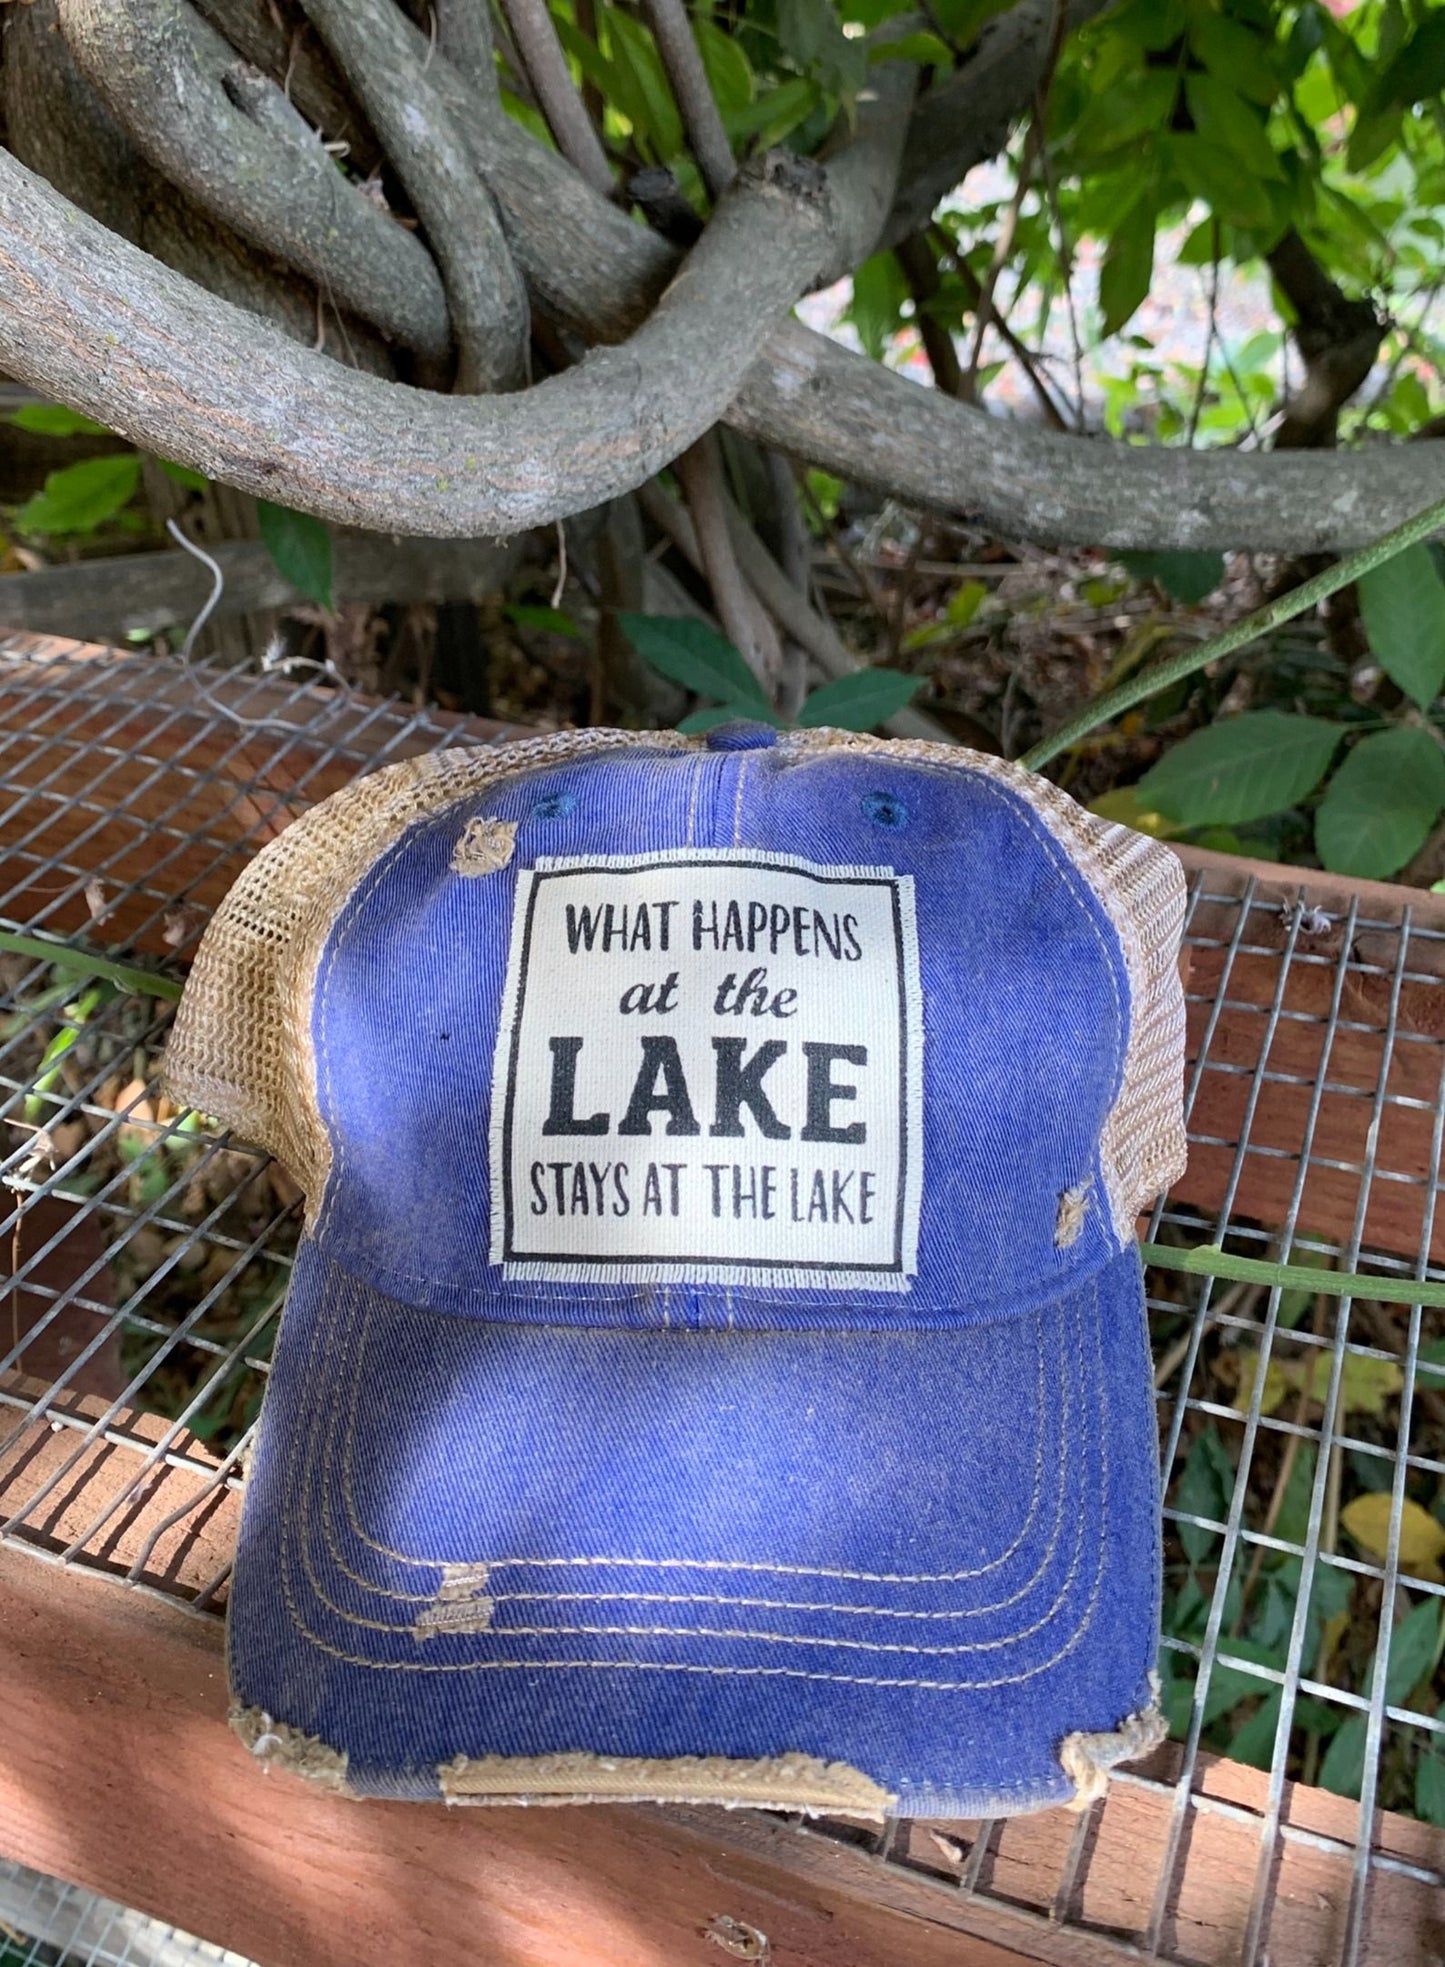 WHAT HAPPENS
at the
LAKE
STAYS AT THE LAKE